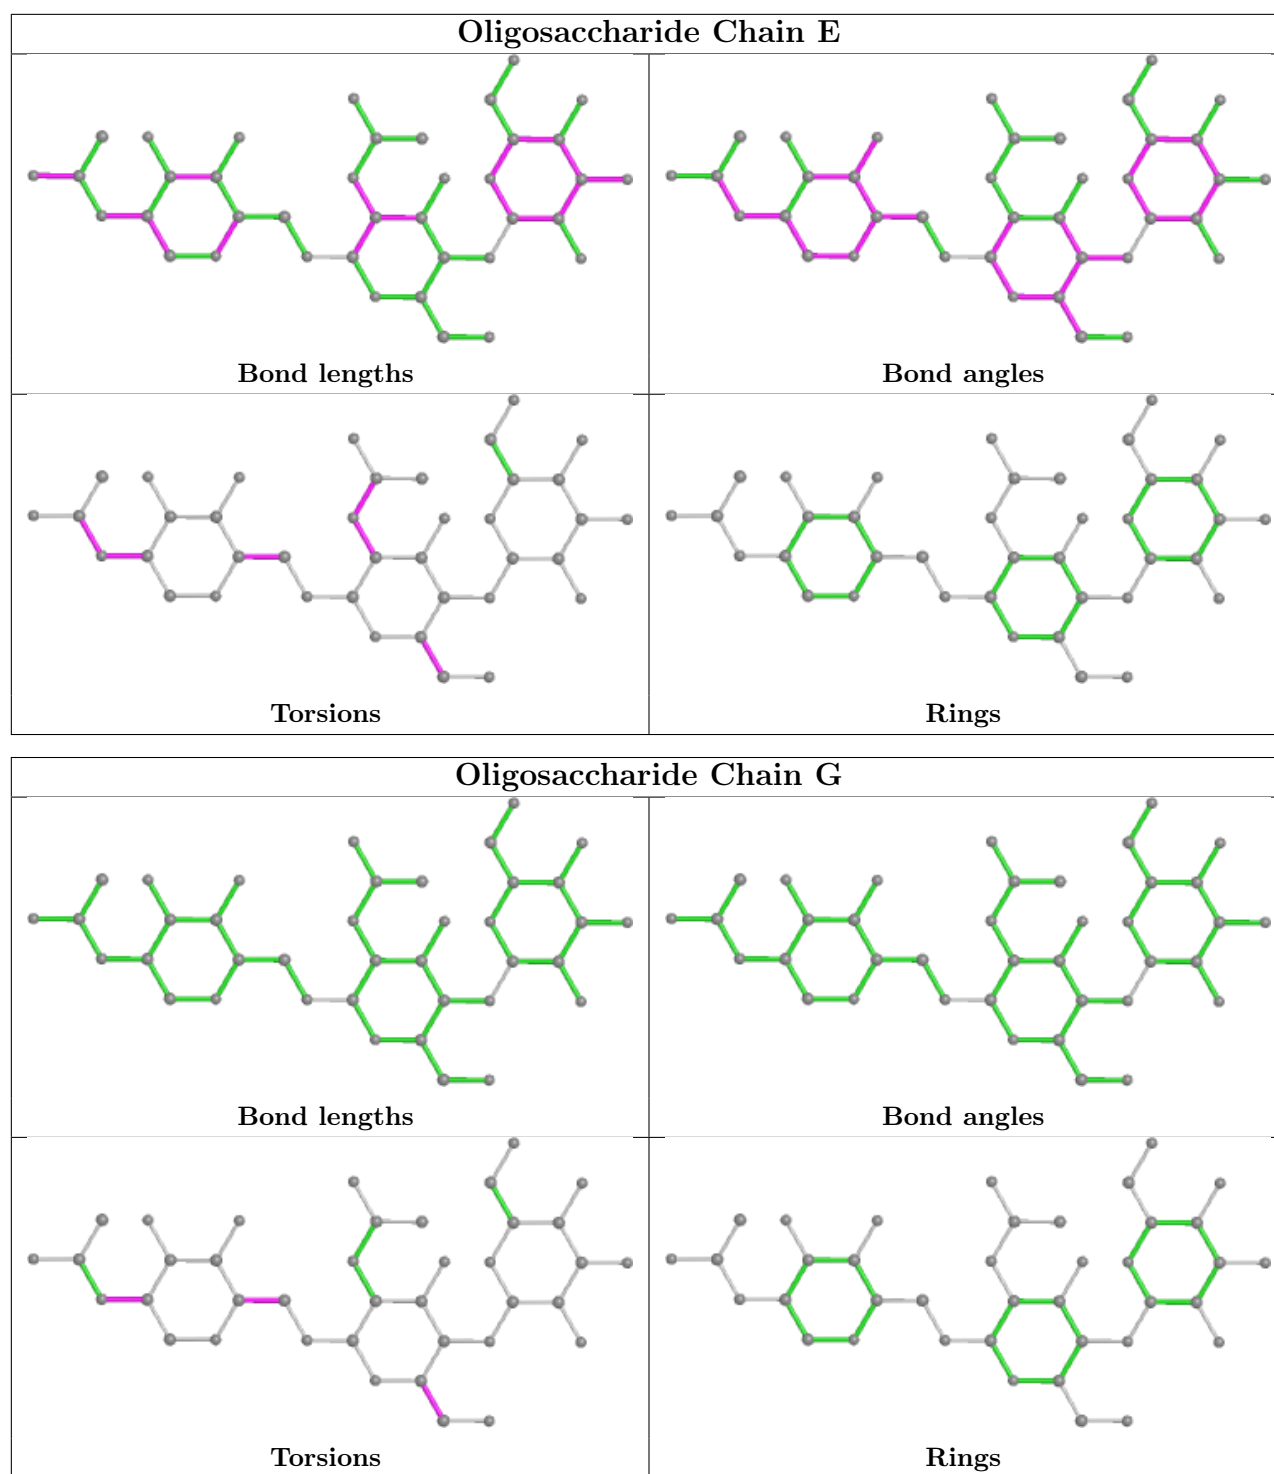 Oligosaccharide Chain E
Bond lengths
Bond angles
Torsions
Rings
Oligosaccharide Chain G
Bond lengths
Bond angles
Torsions
Rings